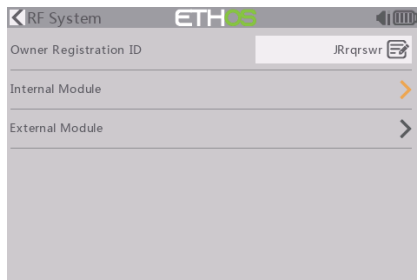 RF System
ETHOS
Owner Registration ID
JRrqrswr
Internal Module
External Module